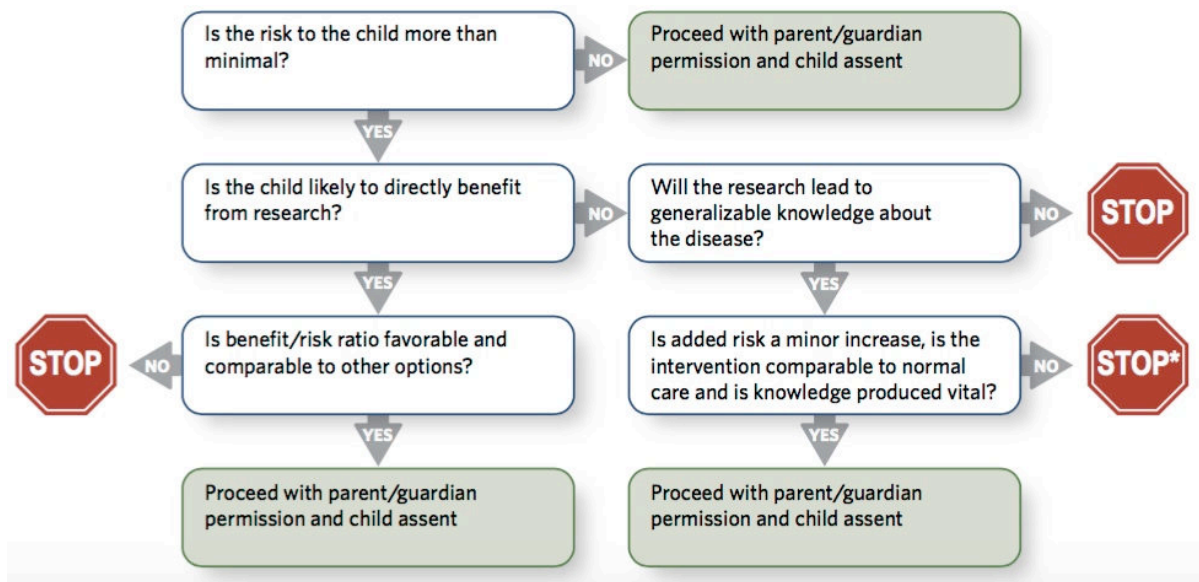 Is the risk to the child more than
minimal?
NO
Proceed with parent/guardian
permission and child assent
YES
Is the child likely to directly benefit
from research?
NO
Will the research lead to
generalizable knowledge about
the disease?
NO
STOP
YES
YES
STOP
NO
Is benefit/risk ratio favorable and
comparable to other options?
Is added risk a minor increase, is the
intervention comparable to normal
care and is knowledge produced vital?
NO
STOP*
YES
YES
Proceed with parent/guardian
permission and child assent
Proceed with parent/guardian
permission and child assent